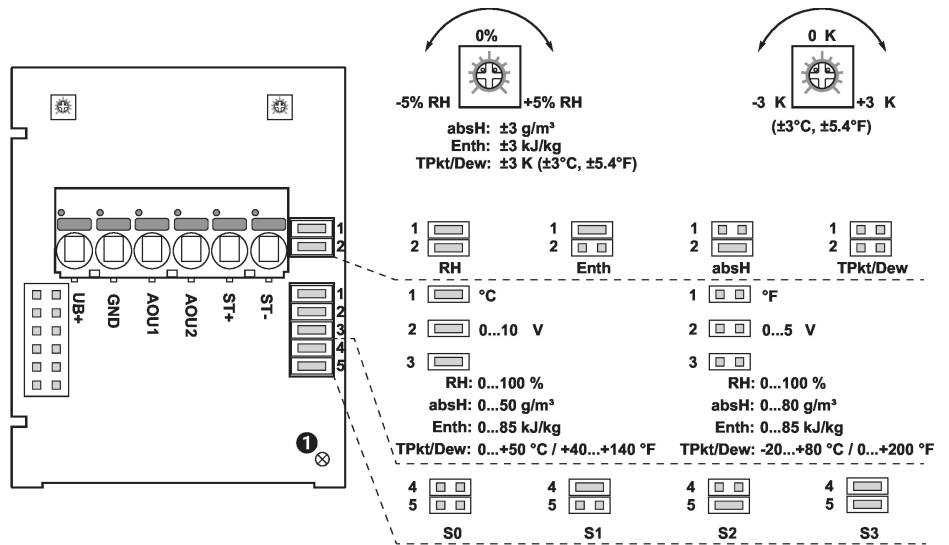 0%
-5% RH +5% RH
absH: ±3 g/m³
Enth: ±3 kJ/kg
TPkt/Dew: ±3 K (±3°C, ±5.4°F)
0 K
-3 K +3 K
(±3°C, ±5.4°F)
1
2
UB+
GND
AOU1
AOU2
ST+
ST-
1
2
3
4
5
1
1 1 1 1
2 2 2 2
RH Enth absH TPkt/Dew
1 °C 1 °F
2 0...10 V 2 0...5 V
3 3
RH: 0...100 % RH: 0...100 %
absH: 0...50 g/m³ absH: 0...80 g/m³
Enth: 0...85 kJ/kg Enth: 0...85 kJ/kg
TPkt/Dew: 0...+50 °C / +40...+140 °F TPkt/Dew: -20...+80 °C / 0...+200 °F
4 4 4 4
5 5 5 5
S0 S1 S2 S3